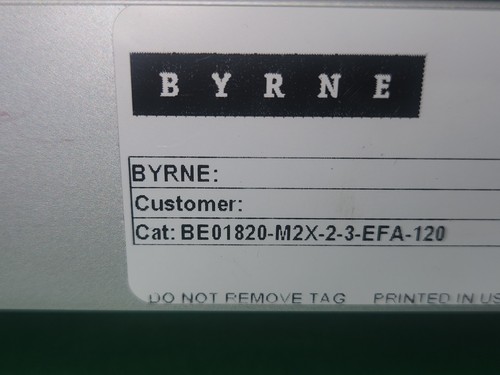 BYRNE
BYRNE:
Customer:
Cat: BE01820-M2X-2-3-EFA-120
DO NOT REMOVE TAG PRINTED IN US